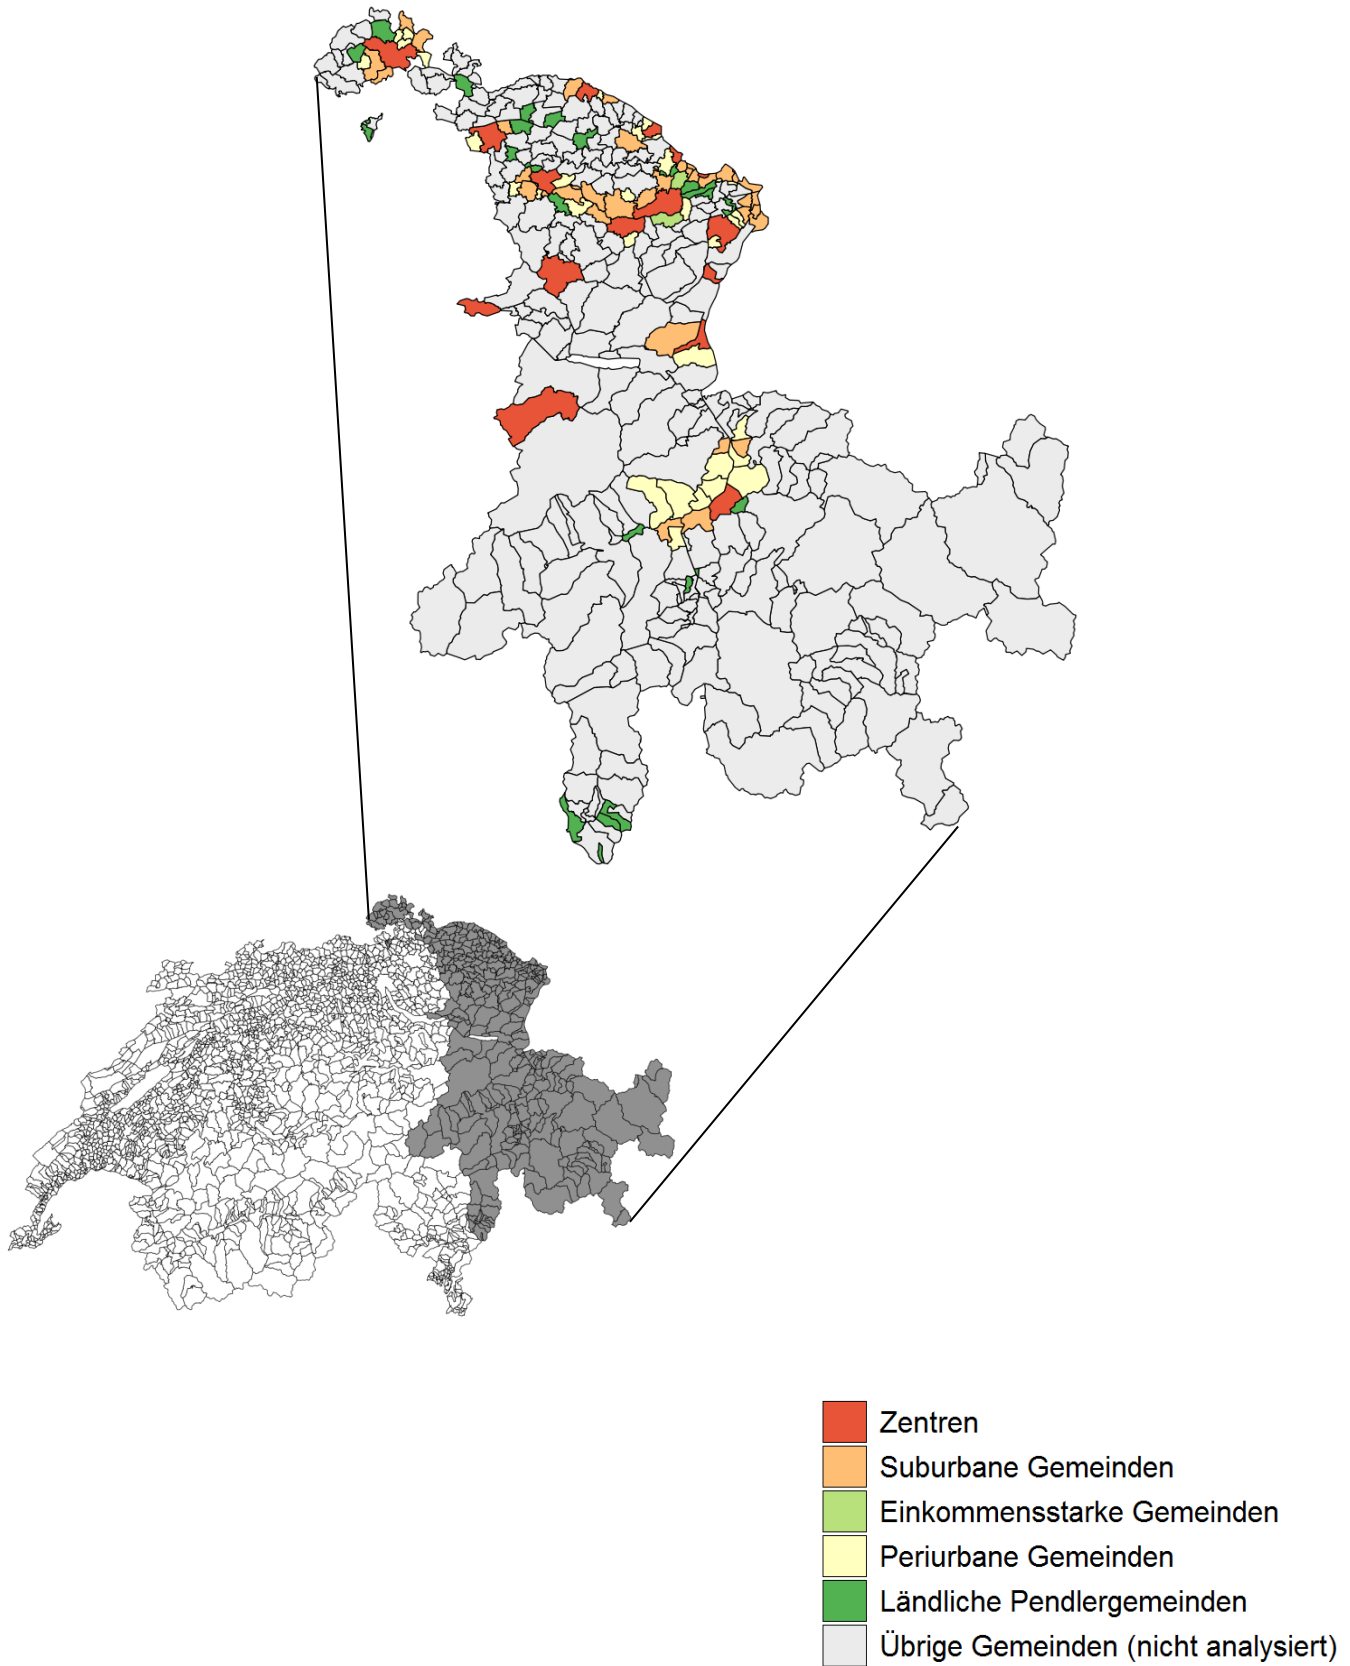 Zentren
Suburbane Gemeinden
Einkommensstarke Gemeinden
Periurbane Gemeinden
Ländliche Pendlergemeinden
Übrige Gemeinden (nicht analysiert)